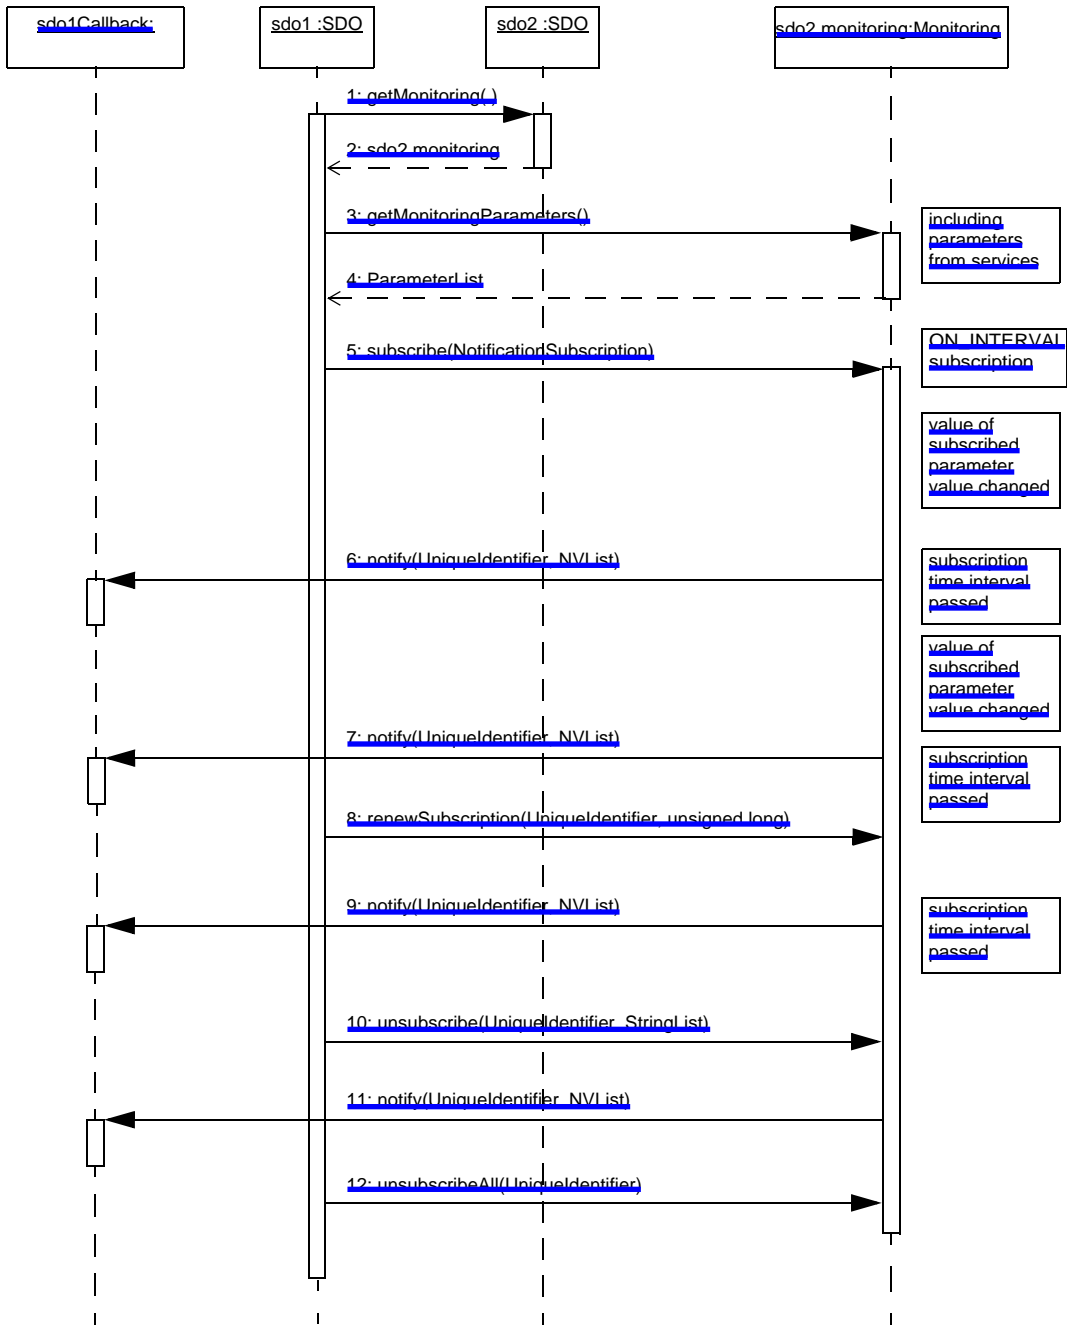 sdo1Callback:
sdo1 :SDO
sdo2 :SDO
sdo2 monitoring:Monitoring
1: getMonitoring( )
2: sdo2 monitoring
3: getMonitoringParameters()
including
parameters
from services
4: ParameterList
5: subscribe(NotificationSubscription)
ON_INTERVAL
subscription
value of
subscribed
parameter
value changed
6: notify(UniqueIdentifier, NVList)
subscription
time interval
passed
value of
subscribed
parameter
value changed
7: notify(UniqueIdentifier, NVList)
subscription
time interval
passed
8: renewSubscription(UniqueIdentifier, unsigned long)
9: notify(UniqueIdentifier, NVList)
subscription
time interval
passed
10: unsubscribe(UniqueIdentifier, StringList)
11: notify(UniqueIdentifier, NVList)
12: unsubscribeAll(UniqueIdentifier)